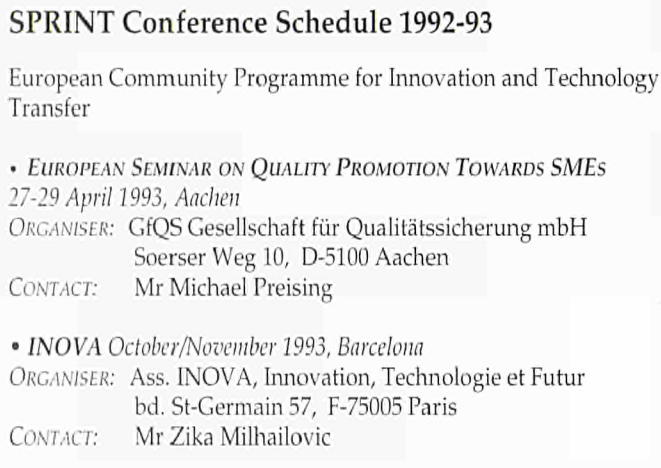 SPRINT Conference Schedule 1992-93
European Community Programme for Innovation and Technology
Transfer
• EUROPEAN SEMINAR ON QUALITY PROMOTION TOWARDS SMES
27-29 April 1993, Aachen
ORGANISER: GfQS Gesellschaft für Qualitätssicherung mbH
Soerser Weg 10, D-5100 Aachen
CONTACT: Mr Michael Preising
• INOVA October/November 1993, Barcelona
ORGANISER: Ass. INOVA, Innovation, Technologie et Futur
bd. St-Germain 57, F-75005 Paris
CONTACT: Mr Zika Milhailovic